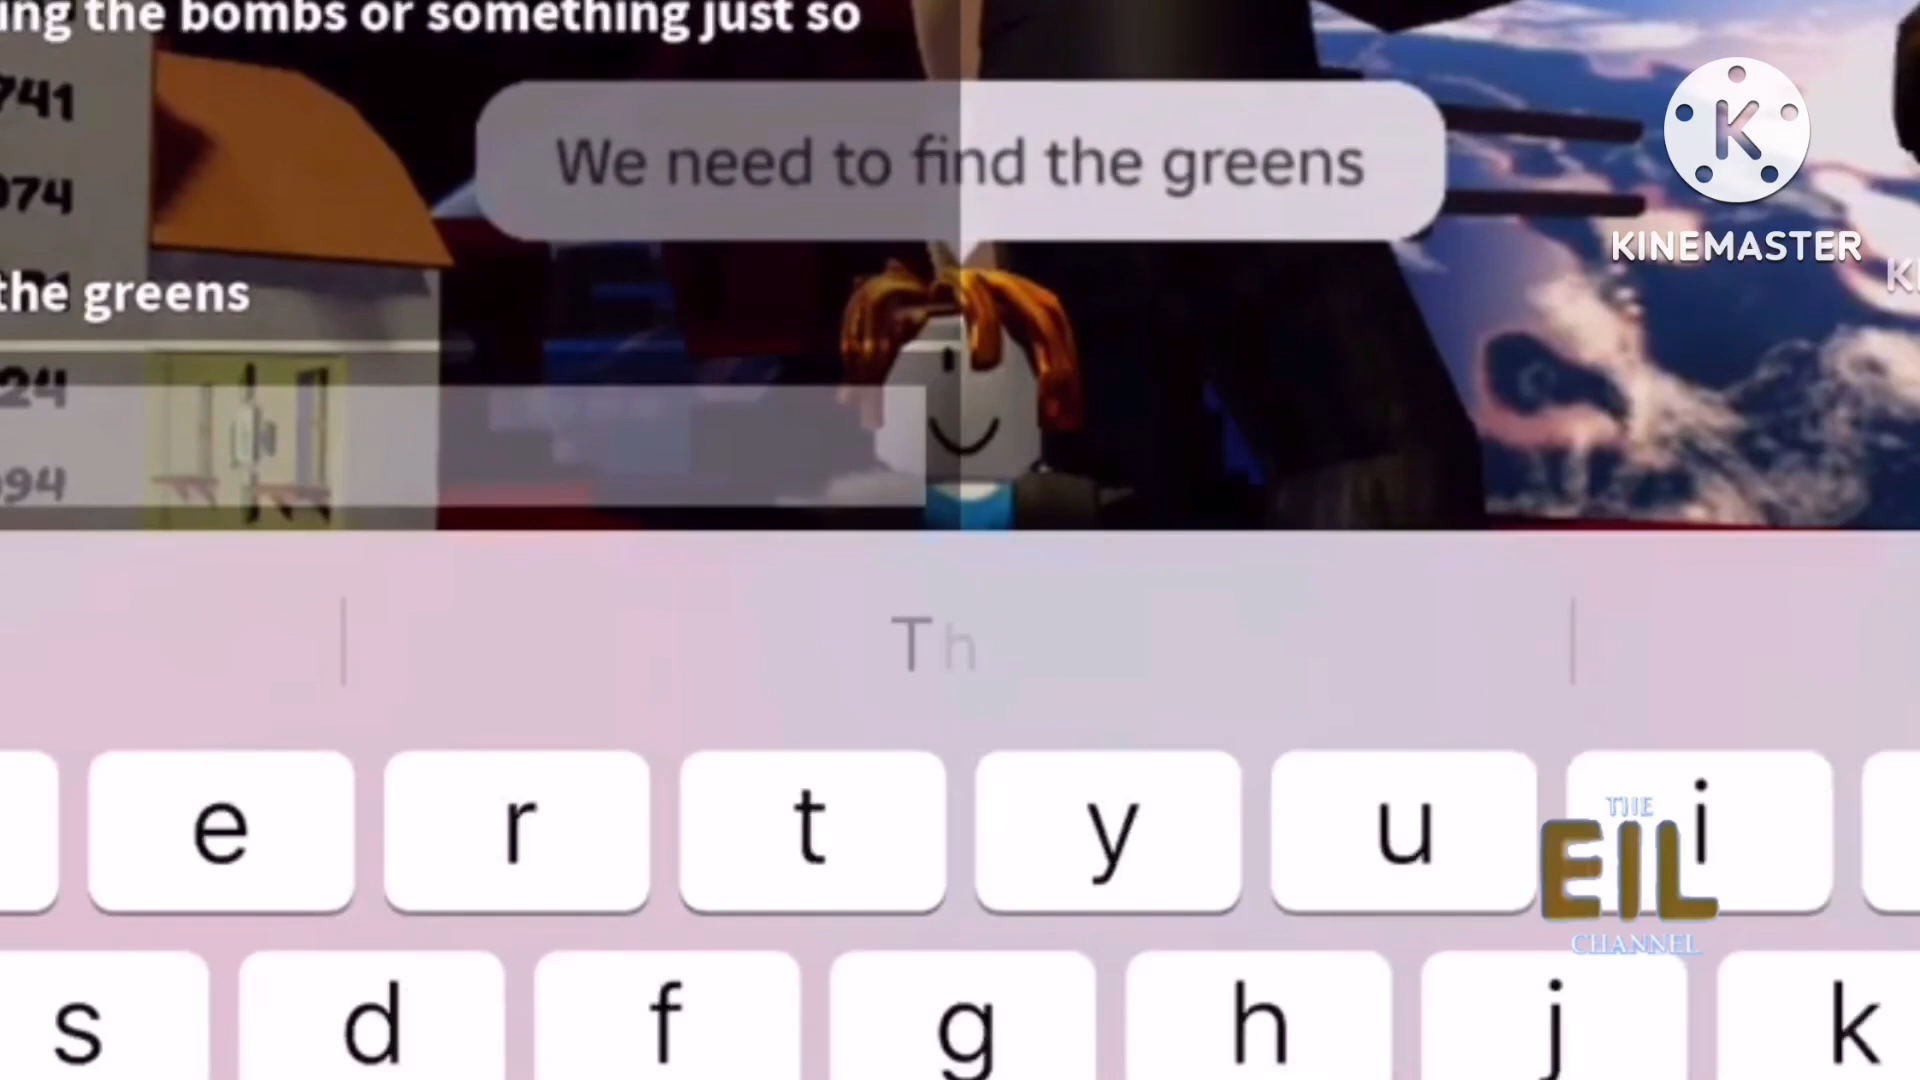 ing the bombs or something just so
741
074
We need to find the greens
KINEMASTER
the greens
24
94
Th
e r t y u i
THE
EIL
CHANNEL
s d f g h j k